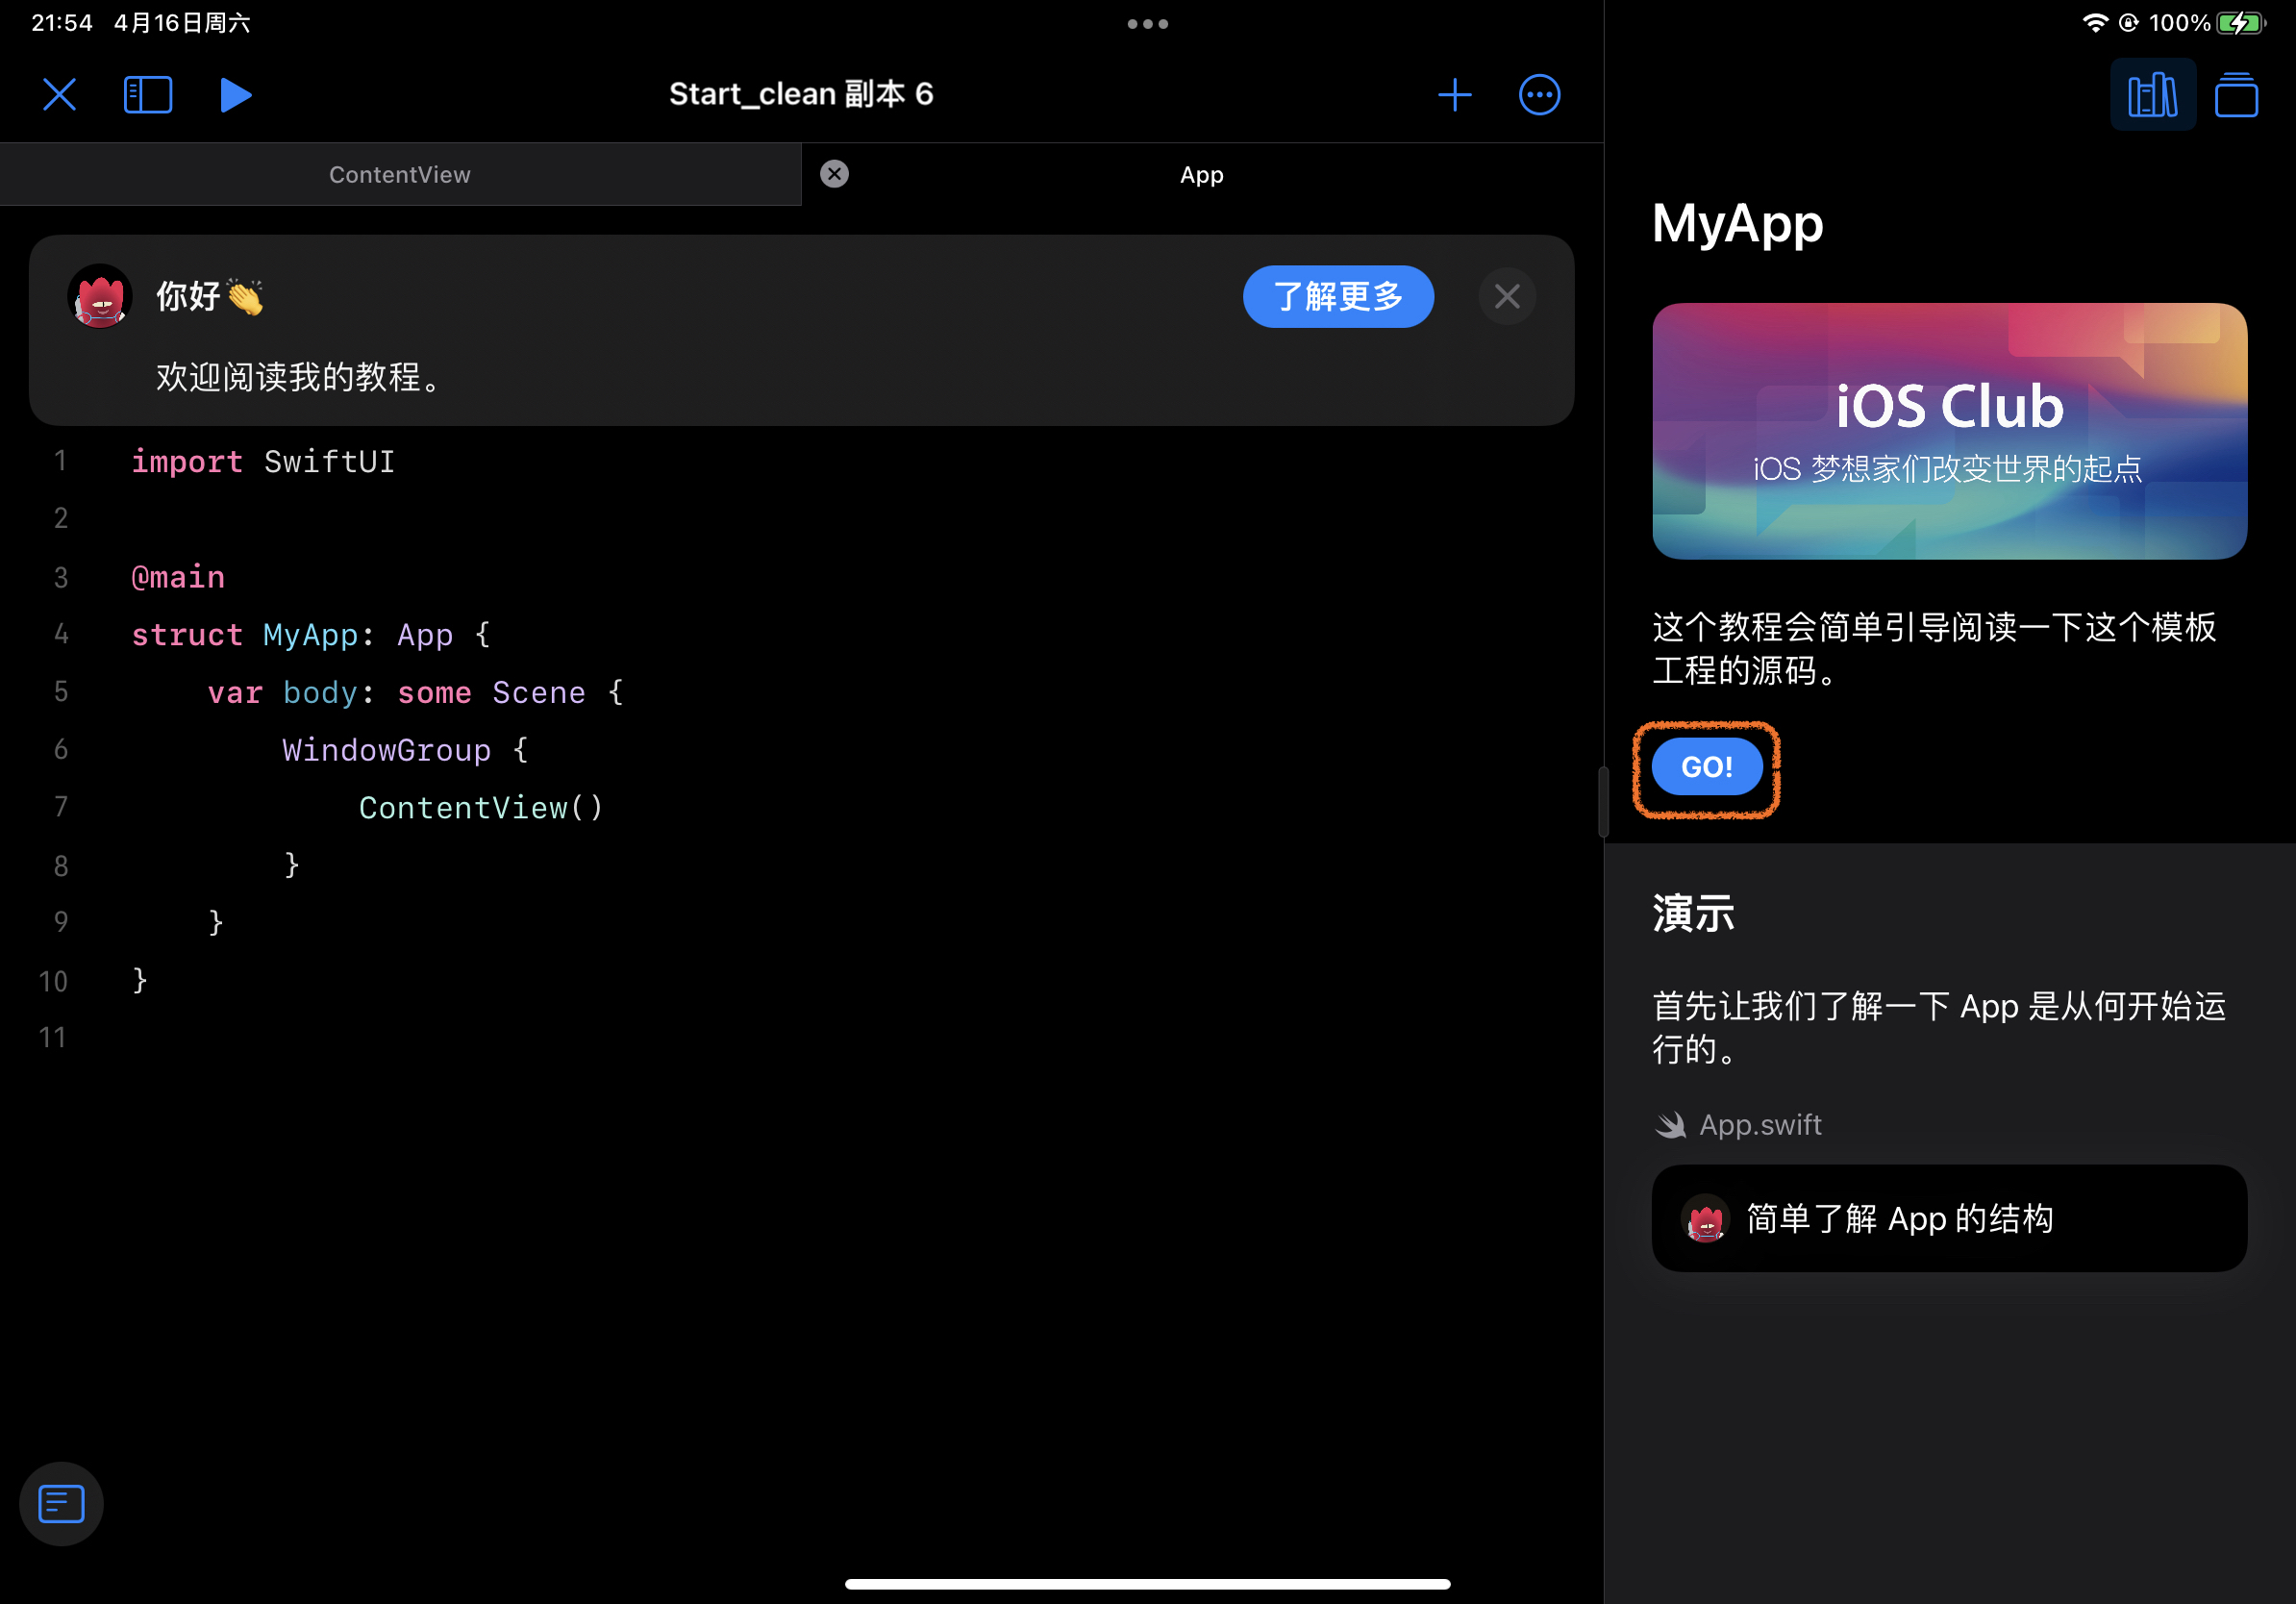 21:54 4月16日周六
100%
Start_clean 副本 6
ContentView
App
你好👏
了解更多
欢迎阅读我的教程。
1 import SwiftUI
2
3 @main
4 struct MyApp: App {
5 var body: some Scene {
6 WindowGroup {
7 ContentView()
8 }
9 }
10 }
11
MyApp
iOS Club
iOS 梦想家们改变世界的起点
这个教程会简单引导阅读一下这个模板
工程的源码。
GO!
演示
首先让我们了解一下 App 是从何开始运
行的。
App.swift
简单了解 App 的结构